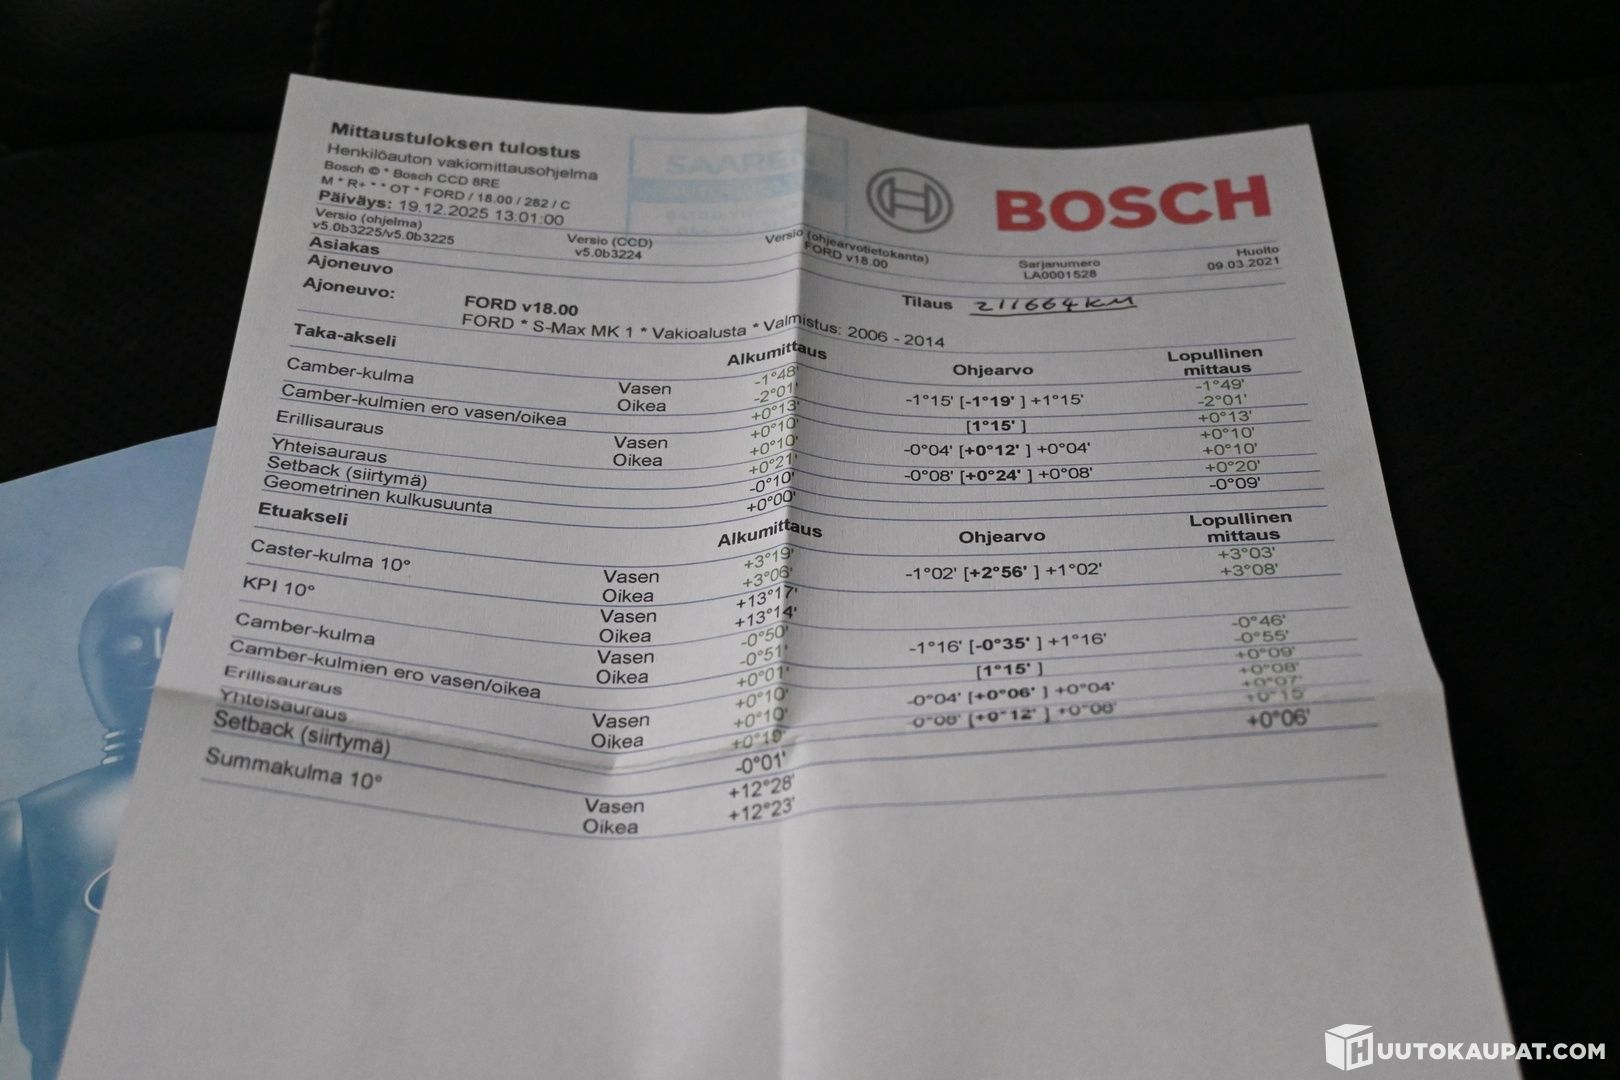 Mittaustuloksen tulostus
Henkilöauton vakiomittausohjelma
Bosch © * Bosch CCD 8RE
M * R+ * * OT * FORD / 18.00 / 282 / C
Päiväys: 19.12.2025 13:01:00
SAAREN
BOSCH
Versio (ohjelma) Versio (CCD) Versio (ohjearvotietokanta) Sarjanumero Huolto
v5.0b3225/v5.0b3225 v5.0b3224 FORD v18.00 LA0001528 09.03.2021
Asiakas
Ajoneuvo Tilaus 211664KM
Ajoneuvo: FORD v18.00
FORD * S-Max MK 1 * Vakioalusta * Valmistus: 2006 - 2014
Taka-akseli Alkumittaus Ohjearvo Lopullinen mittaus
Camber-kulma Vasen -1°48' -1°15' [-1°19' ] +1°15' -1°49'
Oikea -2°01' -2°01'
Camber-kulmien ero vasen/oikea +0°13' [1°15' ] +0°13'
Erillisauraus Vasen +0°10' -0°04' [+0°12' ] +0°04' +0°10'
Oikea +0°10' +0°10'
Yhteisauraus +0°21' -0°08' [+0°24' ] +0°08' +0°20'
Setback (siirtymä) -0°10' -0°09'
Geometrinen kulkusuunta +0°00'
Etuakseli Alkumittaus Ohjearvo Lopullinen mittaus
Caster-kulma 10° Vasen +3°19' -1°02' [+2°56' ] +1°02' +3°03'
Oikea +3°06' +3°08'
KPI 10° Vasen +13°17'
Oikea +13°14'
Camber-kulma Vasen -0°50' -1°16' [-0°35' ] +1°16' -0°46'
Oikea -0°51' -0°55'
Camber-kulmien ero vasen/oikea +0°01' [1°15' ] +0°09'
Erillisauraus Vasen +0°10' -0°04' [+0°06' ] +0°04' +0°08'
Oikea +0°10' +0°07'
Yhteisauraus +0°19' -0°08' [+0°12' ] +0°08' +0°15'
Setback (siirtymä) -0°01' +0°06'
Summakulma 10° Vasen +12°28'
Oikea +12°23'
HUUTOKAUPAT.COM